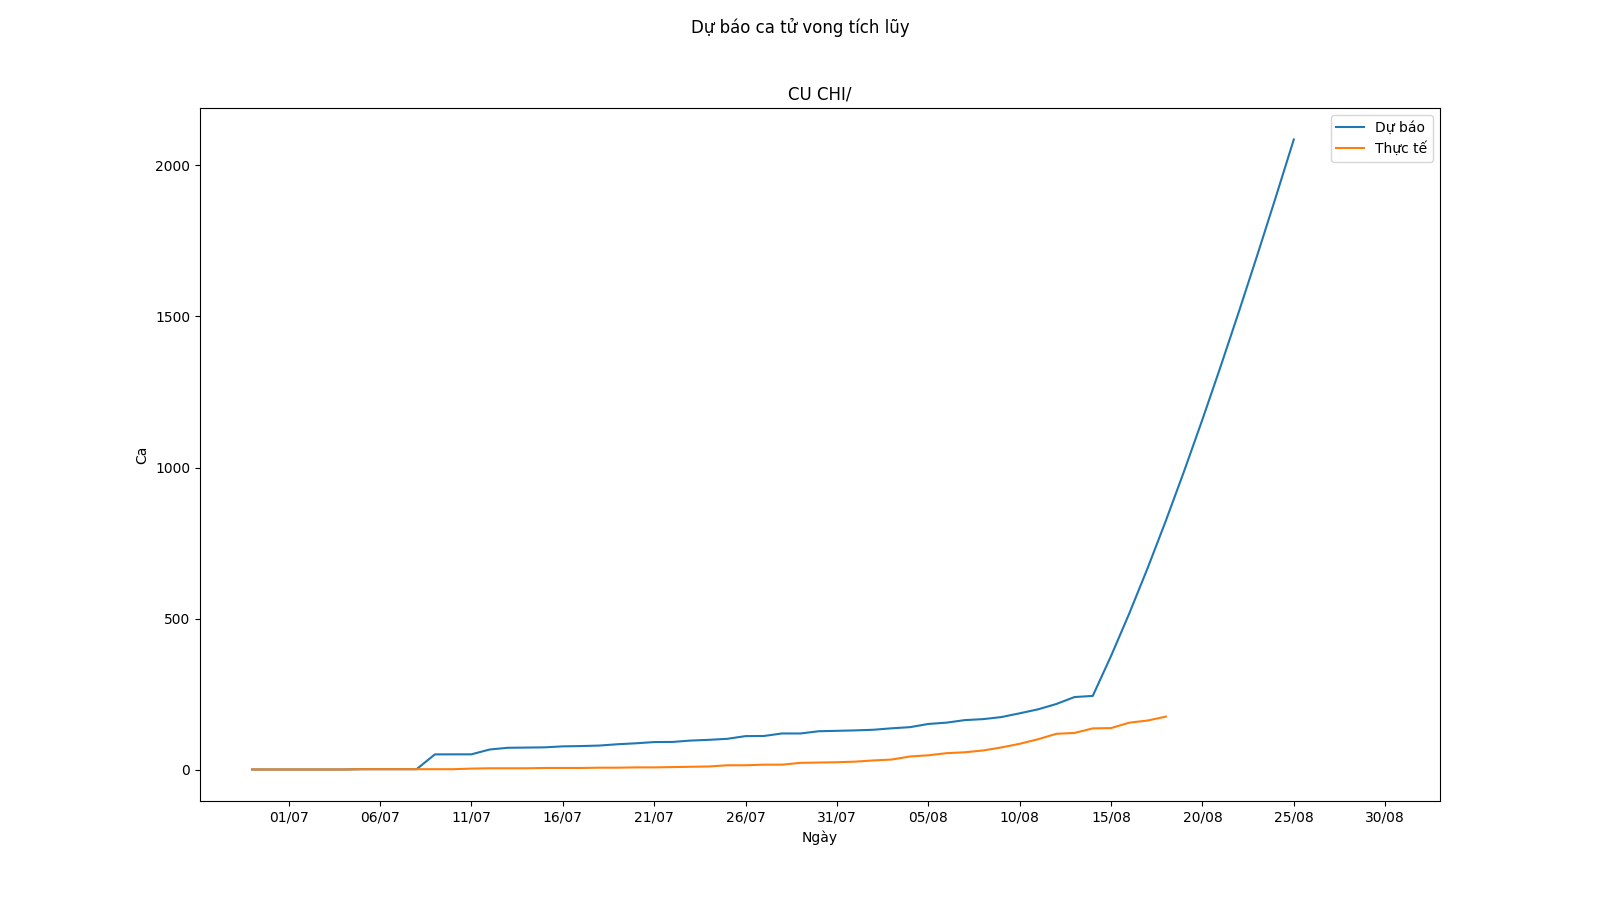 Dự báo ca tử vong tích lũy
CU CHI/
Dự báo
Thực tế
2000
1500
1000
500
0
Ca
01/07 06/07 11/07 16/07 21/07 26/07 31/07 05/08 10/08 15/08 20/08 25/08 30/08
Ngày